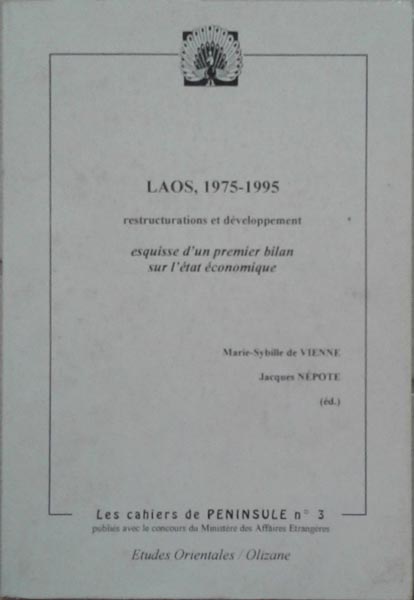 LAOS, 1975-1995
restructurations et développement
esquisse d'un premier bilan
sur l'état économique
Marie-Sybille de VIENNE
Jacques NÉPOTE
(éd.)
Les cahiers de PENINSULE n° 3
publiés avec le concours du Ministère des Affaires Etrangères
Etudes Orientales / Olizane